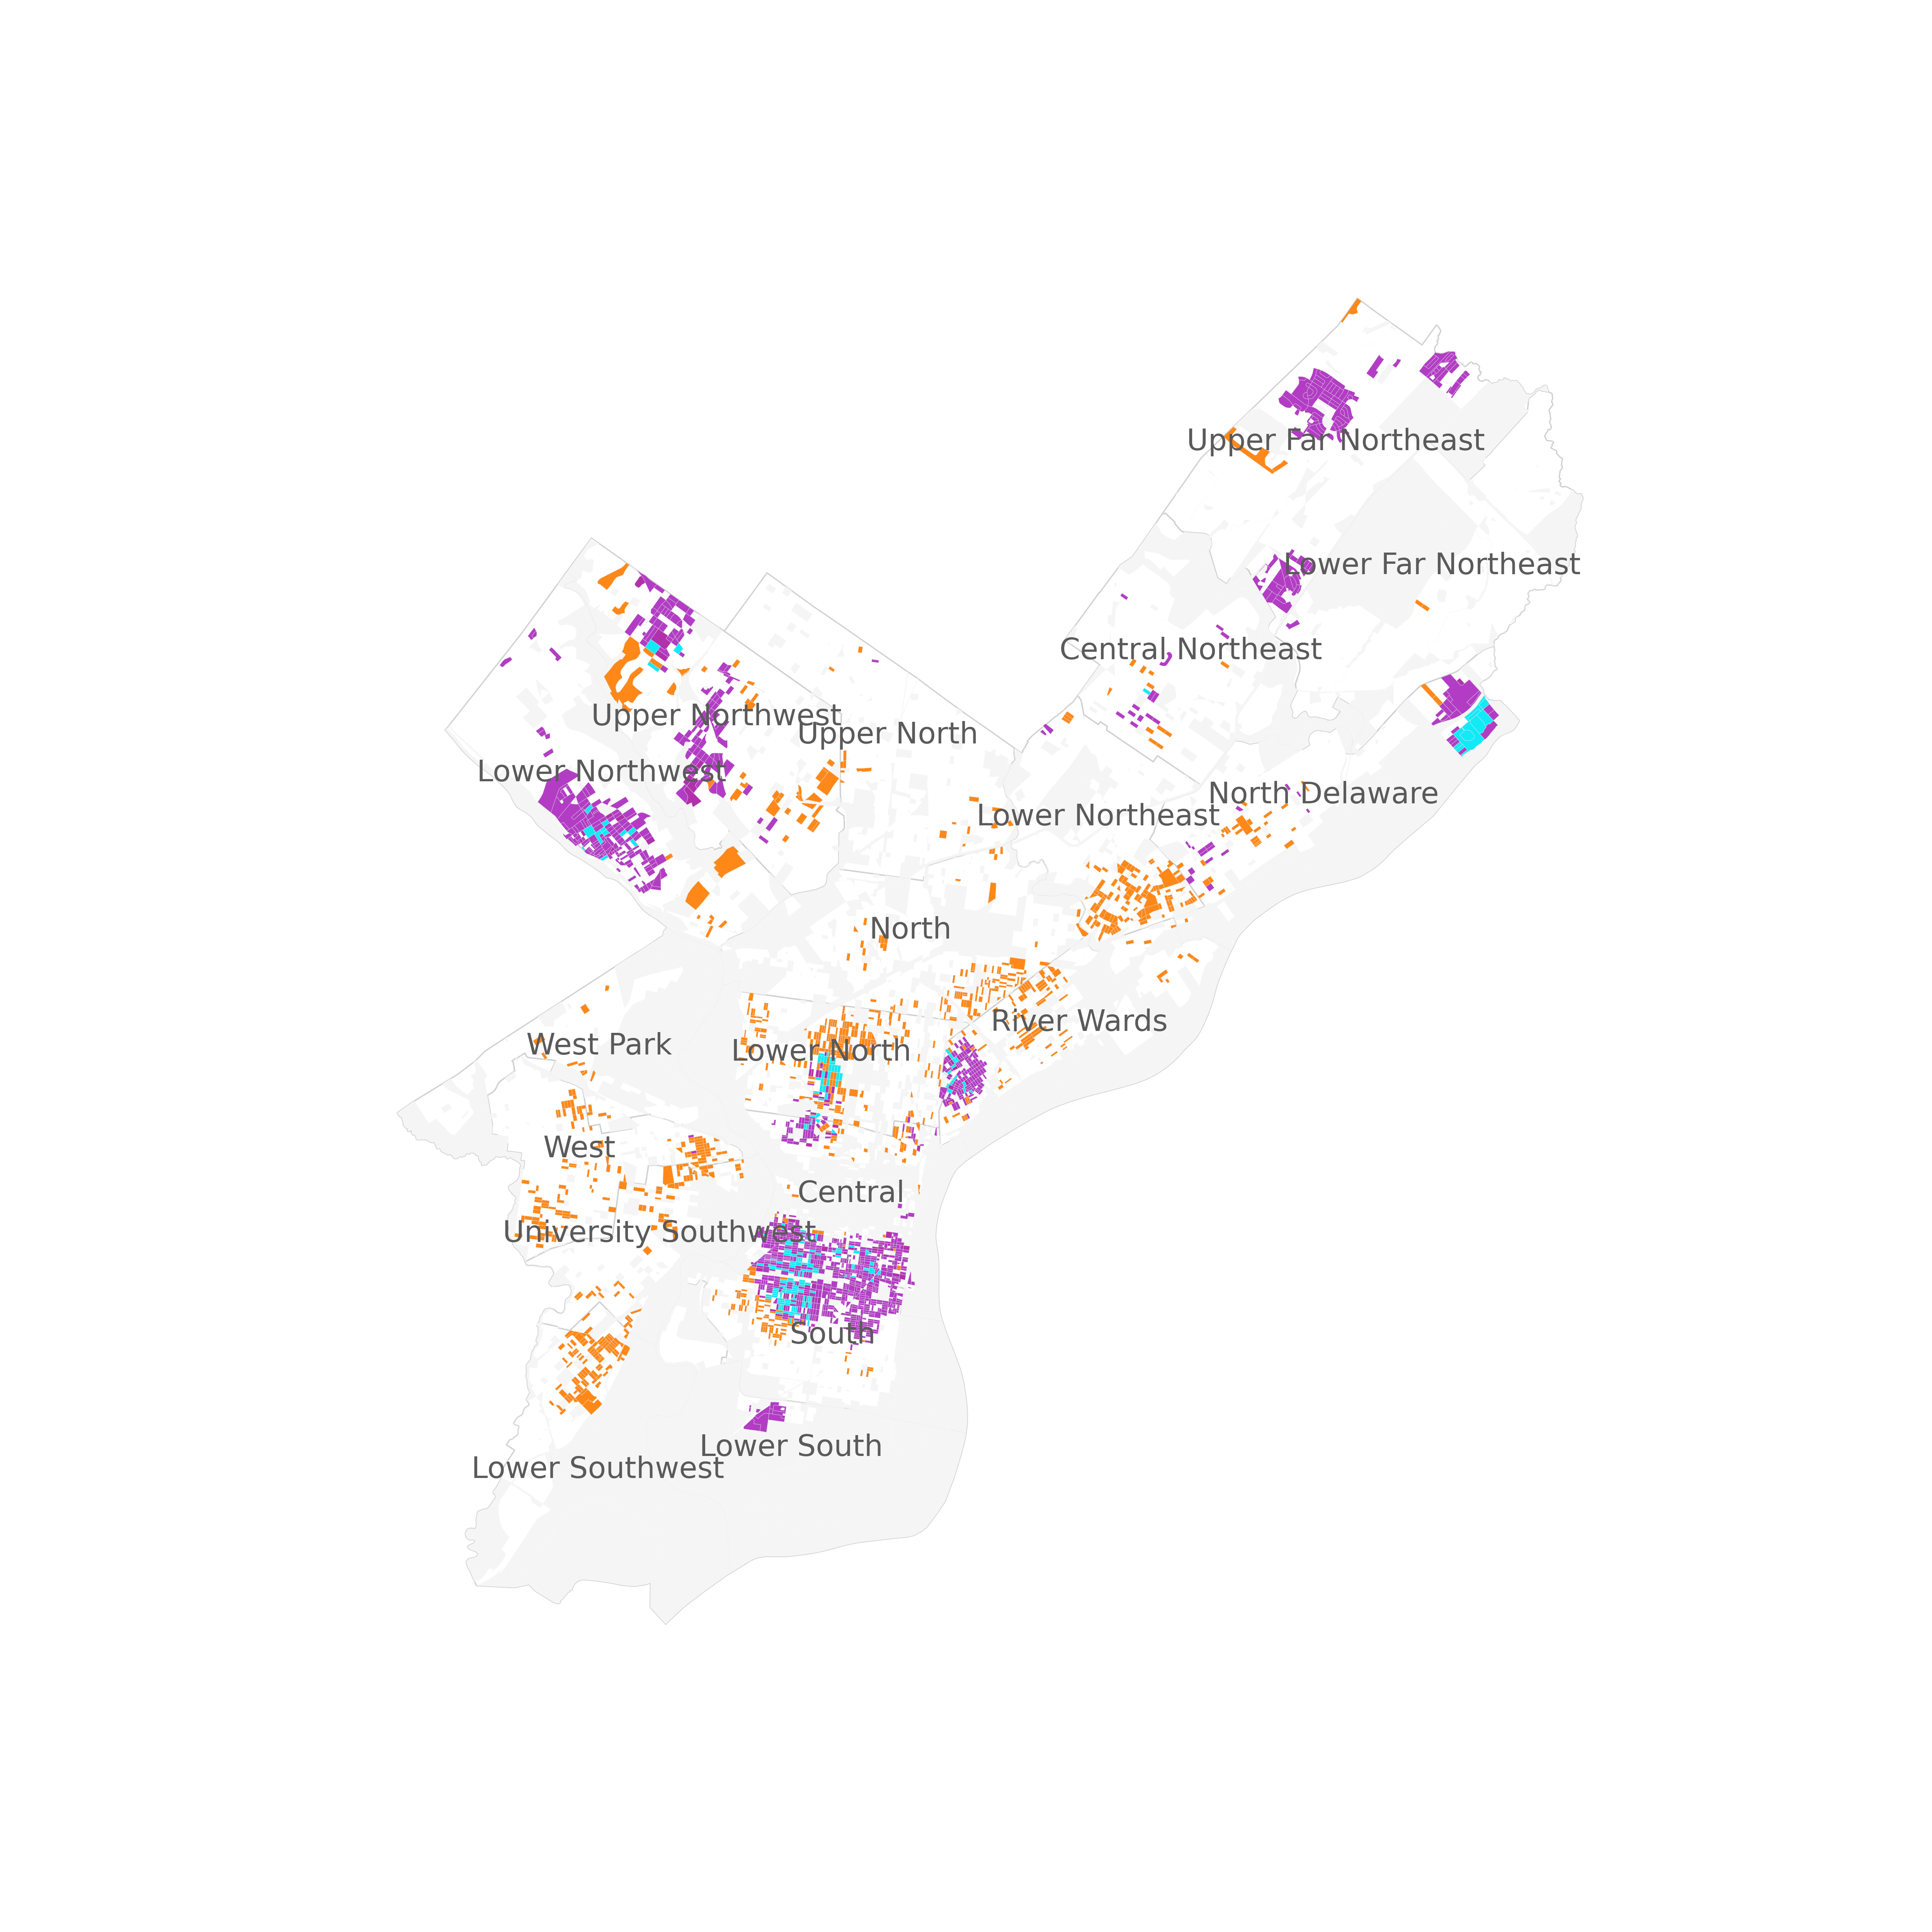 Upper Far Northeast
Lower Far Northeast
Central Northeast
Upper Northwest
Upper North
Lower Northwest
North Delaware
Lower Northeast
North
River Wards
West Park
Lower North
West
Central
University Southwest
South
Lower South
Lower Southwest